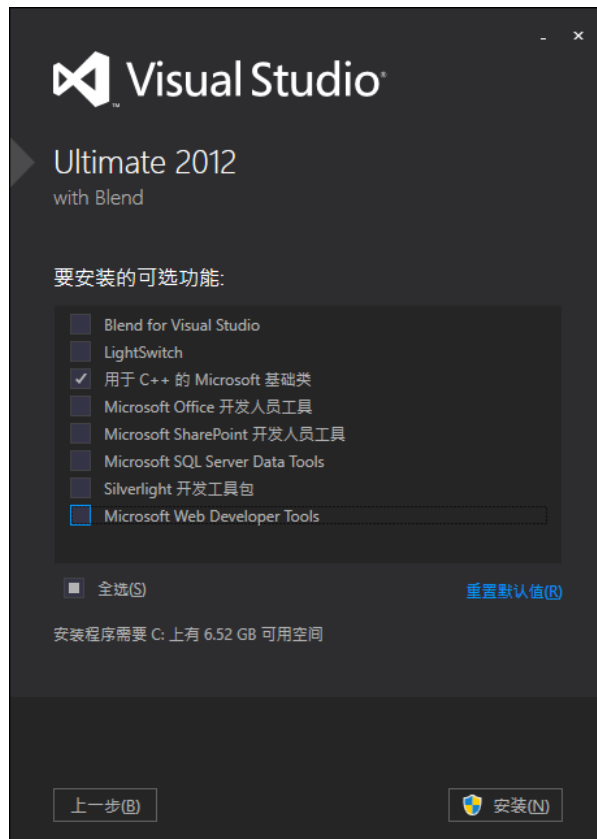 Visual Studio®
™
Ultimate 2012
with Blend
要安装的可选功能:
Blend for Visual Studio
LightSwitch
用于 C++ 的 Microsoft 基础类
Microsoft Office 开发人员工具
Microsoft SharePoint 开发人员工具
Microsoft SQL Server Data Tools
Silverlight 开发工具包
Microsoft Web Developer Tools
全选(S)
重置默认值(R)
安装程序需要 C: 上有 6.52 GB 可用空间
上一步(B)
安装(N)